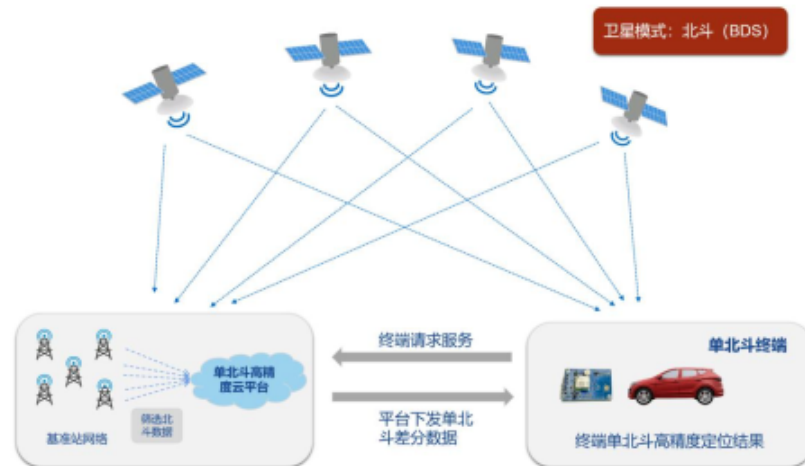 卫星模式：北斗（BDS）
终端请求服务
单北斗终端
单北斗高精
度云平台
筛选北
斗数据
基准站网络
平台下发单北
斗差分数据
终端单北斗高精度定位结果